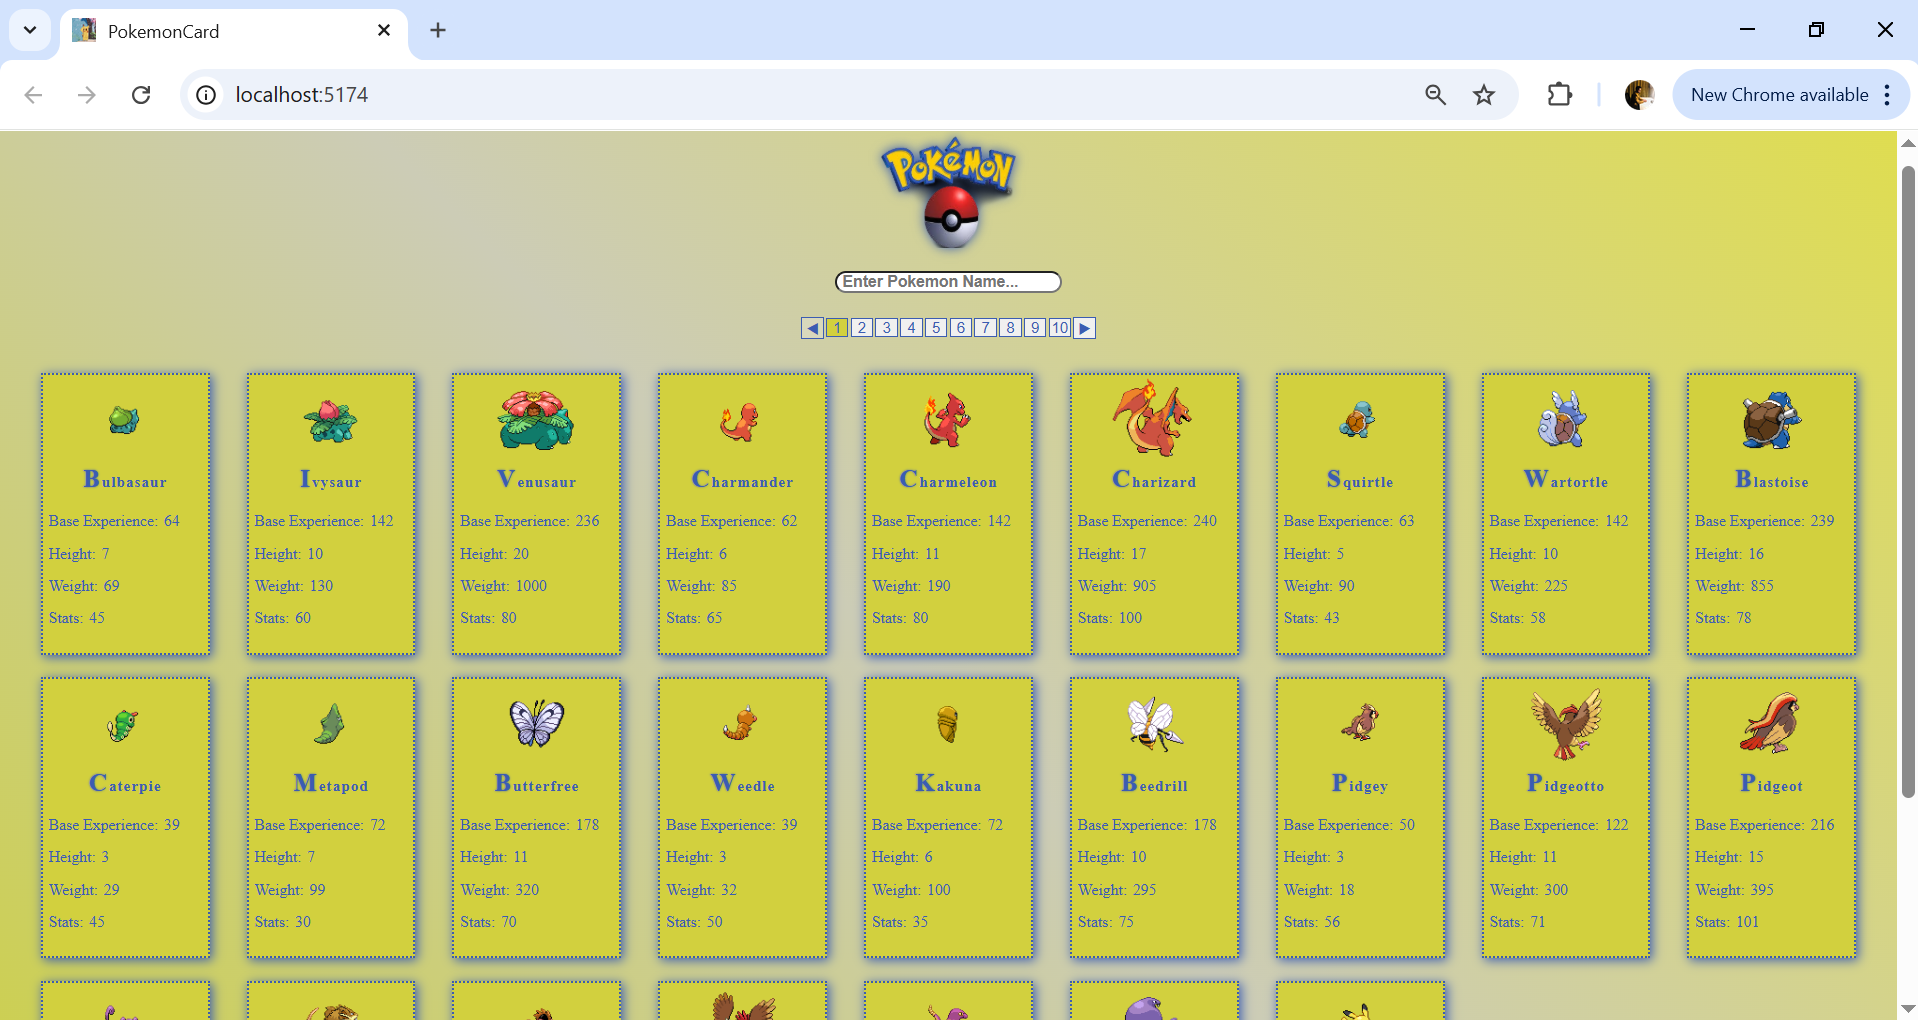 PokemonCard
localhost:5174
New Chrome available
POKéMON
Enter Pokemon Name...
◀ 1 2 3 4 5 6 7 8 9 10 ▶
Bulbasaur Ivysaur Venusaur Charmander Charmeleon Charizard Squirtle Wartortle Blastoise
Base Experience: 64 Base Experience: 142 Base Experience: 236 Base Experience: 62 Base Experience: 142 Base Experience: 240 Base Experience: 63 Base Experience: 142 Base Experience: 239
Height: 7 Height: 10 Height: 20 Height: 6 Height: 11 Height: 17 Height: 5 Height: 10 Height: 16
Weight: 69 Weight: 130 Weight: 1000 Weight: 85 Weight: 190 Weight: 905 Weight: 90 Weight: 225 Weight: 855
Stats: 45 Stats: 60 Stats: 80 Stats: 65 Stats: 80 Stats: 100 Stats: 43 Stats: 58 Stats: 78
Caterpie Metapod Butterfree Weedle Kakuna Beedrill Pidgey Pidgeotto Pidgeot
Base Experience: 39 Base Experience: 72 Base Experience: 178 Base Experience: 39 Base Experience: 72 Base Experience: 178 Base Experience: 50 Base Experience: 122 Base Experience: 216
Height: 3 Height: 7 Height: 11 Height: 3 Height: 6 Height: 10 Height: 3 Height: 11 Height: 15
Weight: 29 Weight: 99 Weight: 320 Weight: 32 Weight: 100 Weight: 295 Weight: 18 Weight: 300 Weight: 395
Stats: 45 Stats: 30 Stats: 70 Stats: 50 Stats: 35 Stats: 75 Stats: 56 Stats: 71 Stats: 101